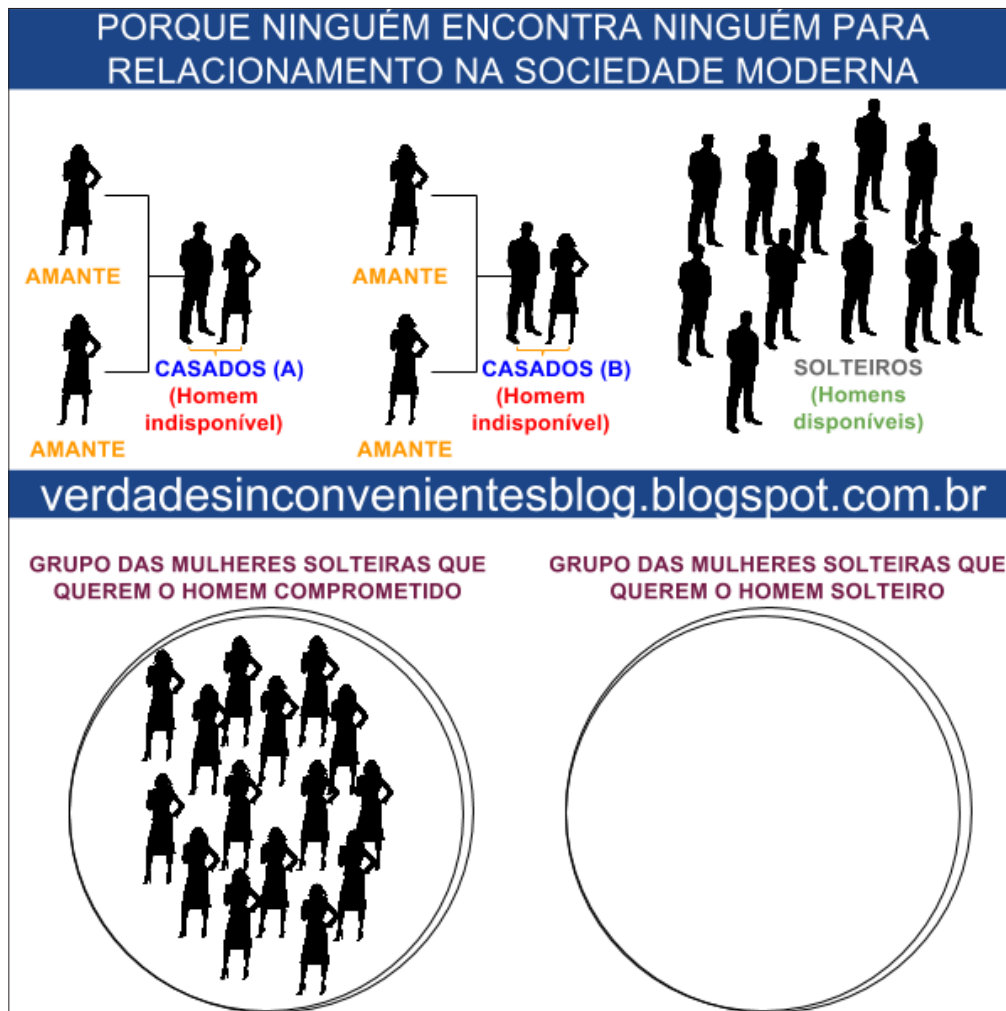 PORQUE NINGUÉM ENCONTRA NINGUÉM PARA
RELACIONAMENTO NA SOCIEDADE MODERNA
AMANTE
AMANTE
CASADOS (A)
(Homem
indisponível)
AMANTE
AMANTE
CASADOS (B)
(Homem
indisponível)
SOLTEIROS
(Homens
disponíveis)
verdadesinconvenientesblog.blogspot.com.br
GRUPO DAS MULHERES SOLTEIRAS QUE
QUEREM O HOMEM COMPROMETIDO
GRUPO DAS MULHERES SOLTEIRAS QUE
QUEREM O HOMEM SOLTEIRO